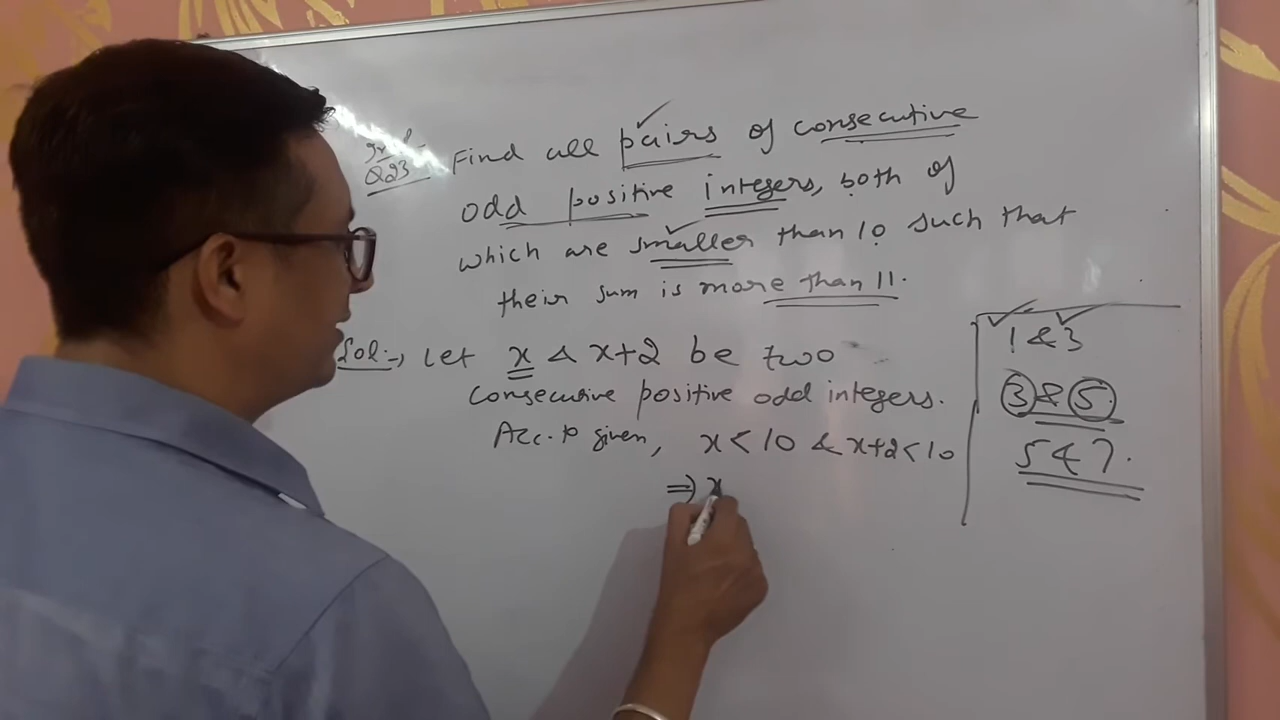 Q23 Find all pairs of consecutive
odd positive integers, both of
which are smaller than 10 such that
their sum is more than 11.
Sol:→ Let x & x+2 be two
consecutive positive odd integers.
Acc. to given, x < 10 & x+2 < 10
⇒ x
1 & 3
3 & 5
5 & 7.